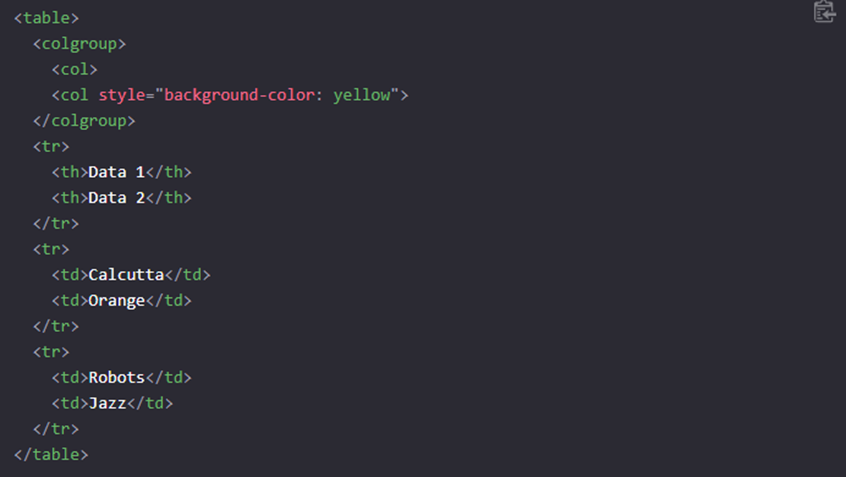 <table>
  <colgroup>
    <col>
    <col style="background-color: yellow">
  </colgroup>
  <tr>
    <th>Data 1</th>
    <th>Data 2</th>
  </tr>
  <tr>
    <td>Calcutta</td>
    <td>Orange</td>
  </tr>
  <tr>
    <td>Robots</td>
    <td>Jazz</td>
  </tr>
</table>